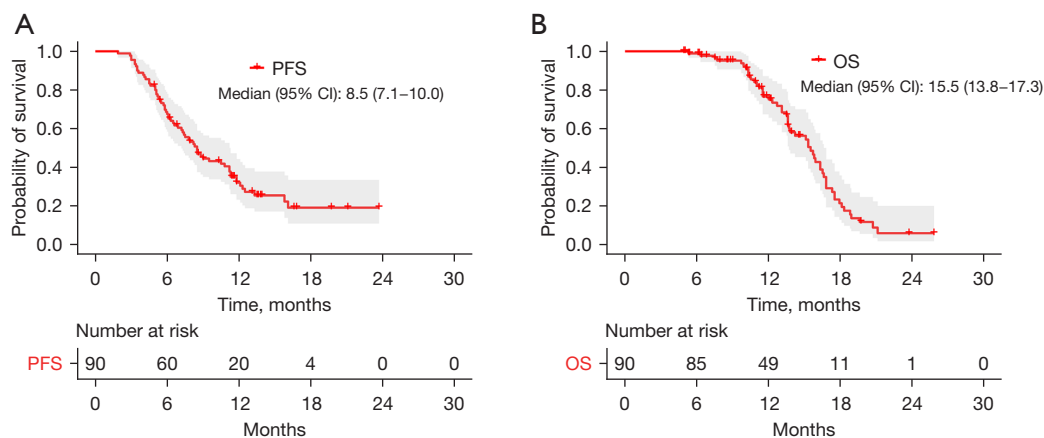 A
Probability of survival
1.0
0.8
0.6
0.4
0.2
0.0
PFS
Median (95% CI): 8.5 (7.1–10.0)
0 6 12 18 24 30
Time, months
Number at risk
PFS 90 60 20 4 0 0
0 6 12 18 24 30
Months
B
Probability of survival
1.0
0.8
0.6
0.4
0.2
0.0
OS
Median (95% CI): 15.5 (13.8–17.3)
0 6 12 18 24 30
Time, months
Number at risk
OS 90 85 49 11 1 0
0 6 12 18 24 30
Months